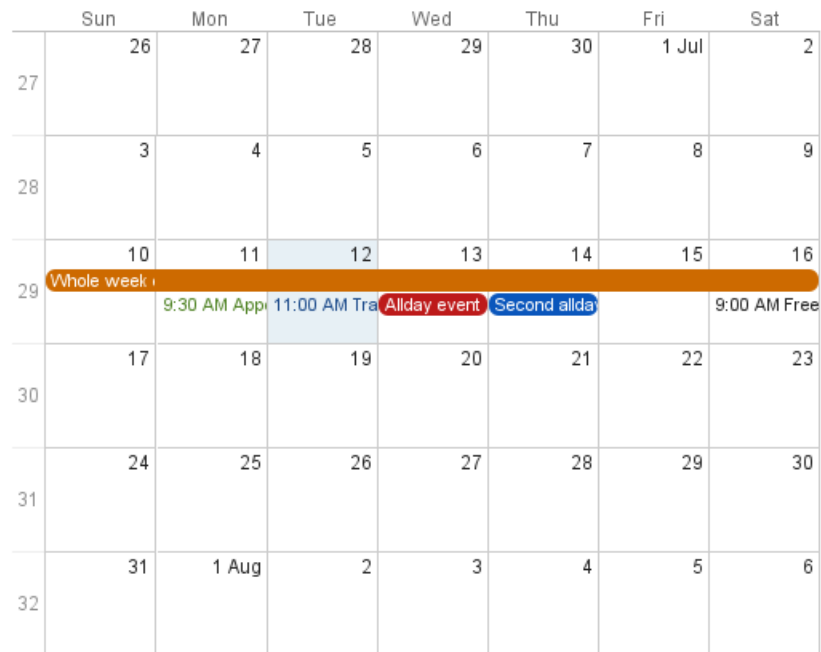 Sun Mon Tue Wed Thu Fri Sat
26 27 28 29 30 1 Jul 2
27
3 4 5 6 7 8 9
28
10 11 12 13 14 15 16
Whole week
29
9:30 AM App 11:00 AM Tra Allday event Second allday 9:00 AM Free
17 18 19 20 21 22 23
30
24 25 26 27 28 29 30
31
31 1 Aug 2 3 4 5 6
32